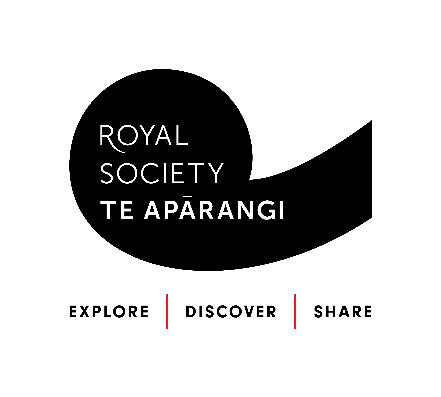 ROYAL
SOCIETY
TE APĀRANGI
EXPLORE | DISCOVER | SHARE